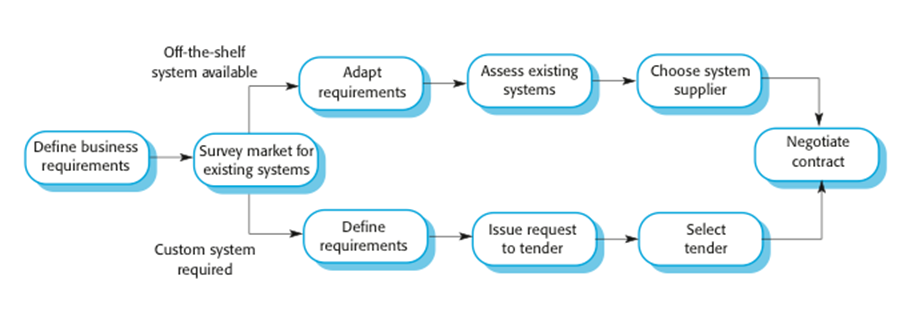 Off-the-shelf
system available
Adapt
requirements
Assess existing
systems
Choose system
supplier
Define business
requirements
Survey market for
existing systems
Negotiate
contract
Custom system
required
Define
requirements
Issue request
to tender
Select
tender